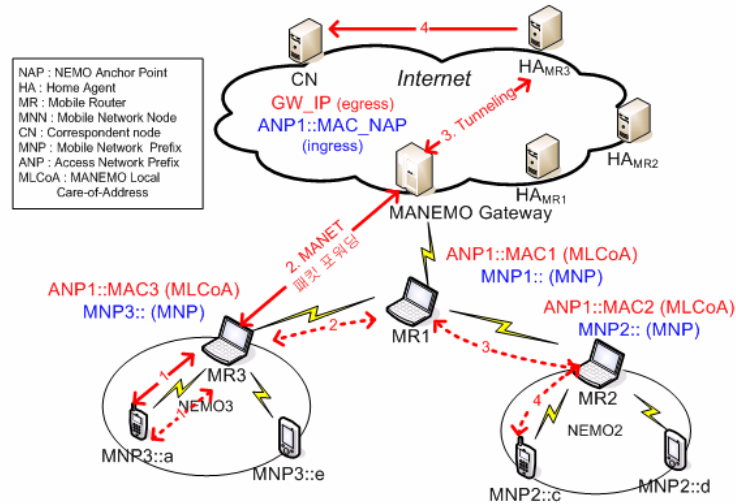 4
CN
Internet
HAMR3
NAP : NEMO Anchor Point
HA : Home Agent
MR : Mobile Router
MNN : Mobile Network Node
CN : Correspondent node
MNP : Mobile Network Prefix
ANP : Access Network Prefix
MLCoA : MANEMO Local
Care-of-Address
GW_IP (egress)
ANP1::MAC_NAP
(ingress)
3. Tunneling
HAMR2
HAMR1
MANEMO Gateway
2. MANET
패킷 포워딩
ANP1::MAC1 (MLCoA)
MNP1:: (MNP)
ANP1::MAC3 (MLCoA)
MNP3:: (MNP)
ANP1::MAC2 (MLCoA)
MNP2:: (MNP)
2
MR1
3
MR3
MR2
1
1
NEMO3
4
NEMO2
MNP3::a
MNP3::e
MNP2::c
MNP2::d